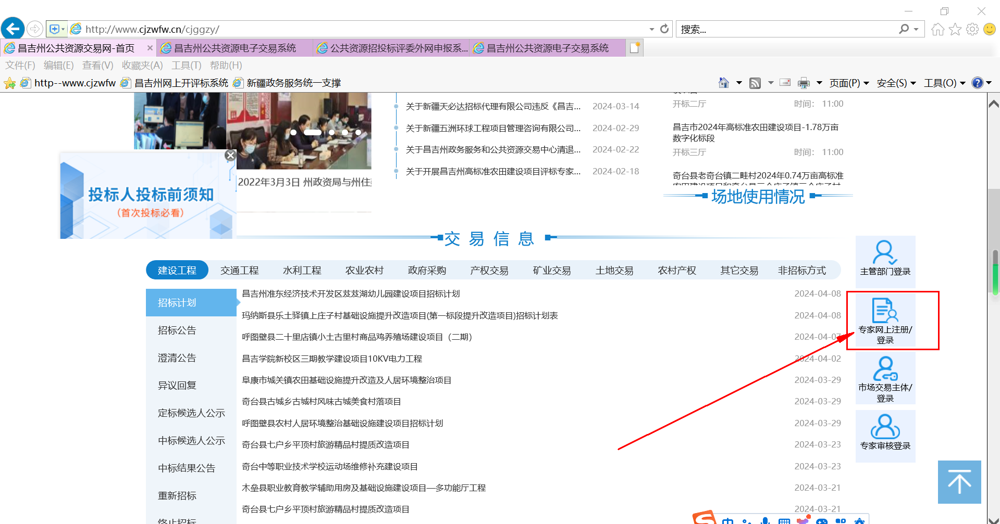 http://www.cjzwfw.cn/cjggzy/
搜索...
昌吉州公共资源交易网-首页
昌吉州公共资源电子交易系统
公共资源招投标评委外网申报系...
昌吉州公共资源电子交易系统
文件(F) 编辑(E) 查看(V) 收藏夹(A) 工具(T) 帮助(H)
http--www.cjzwfw 昌吉州网上开评标系统 新疆政务服务统一支撑
页面(P) 安全(S) 工具(O)
2022年3月3日 州政资局与州住
投标人投标前须知
（首次投标必看）
关于新疆天必达招标代理有限公司违反《昌吉... 2024-03-14
关于新疆五洲环球工程项目管理咨询有限公司... 2024-02-29
关于昌吉州政务服务和公共资源交易中心清退... 2024-02-22
关于开展昌吉州高标准农田建设项目评标专家... 2024-02-18
开标二厅 时间： 11:00
昌吉市2024年高标准农田建设项目-1.78万亩
数字化标段
开标三厅 时间： 11:00
奇台县老奇台镇二畦村2024年0.74万亩高标准
场地使用情况
交易信息
建设工程 交通工程 水利工程 农业农村 政府采购 产权交易 矿业交易 土地交易 农村产权 其它交易 非招标方式
招标计划
招标公告
澄清公告
异议回复
定标候选人公示
中标候选人公示
中标结果公告
重新招标
终止招标
昌吉州准东经济技术开发区芨芨湖幼儿园建设项目招标计划 2024-04-08
玛纳斯县乐土驿镇上庄子村基础设施提升改造项目(第一标段提升改造项目)招标计划表 2024-04-08
呼图壁县二十里店镇小土古里村商品鸡养殖场建设项目（二期） 2024-04-07
昌吉学院新校区三期教学建设项目10KV电力工程 2024-04-02
阜康市城关镇农田基础设施提升改造及人居环境整治项目 2024-03-29
奇台县古城乡古城村风味古城美食村落项目 2024-03-29
呼图壁县农村人居环境整治基础设施建设项目招标计划 2024-03-29
奇台县七户乡平顶村旅游精品村提质改造项目 2024-03-23
奇台中等职业技术学校运动场维修补充建设项目 2024-03-23
木垒县职业教育教学辅助用房及基础设施建设项目—多功能厅工程 2024-03-21
奇台县七户乡平顶村旅游精品村提质改造项目 2024-03-21
主管部门登录
专家网上注册/
登录
市场交易主体/
登录
专家审核登录
中